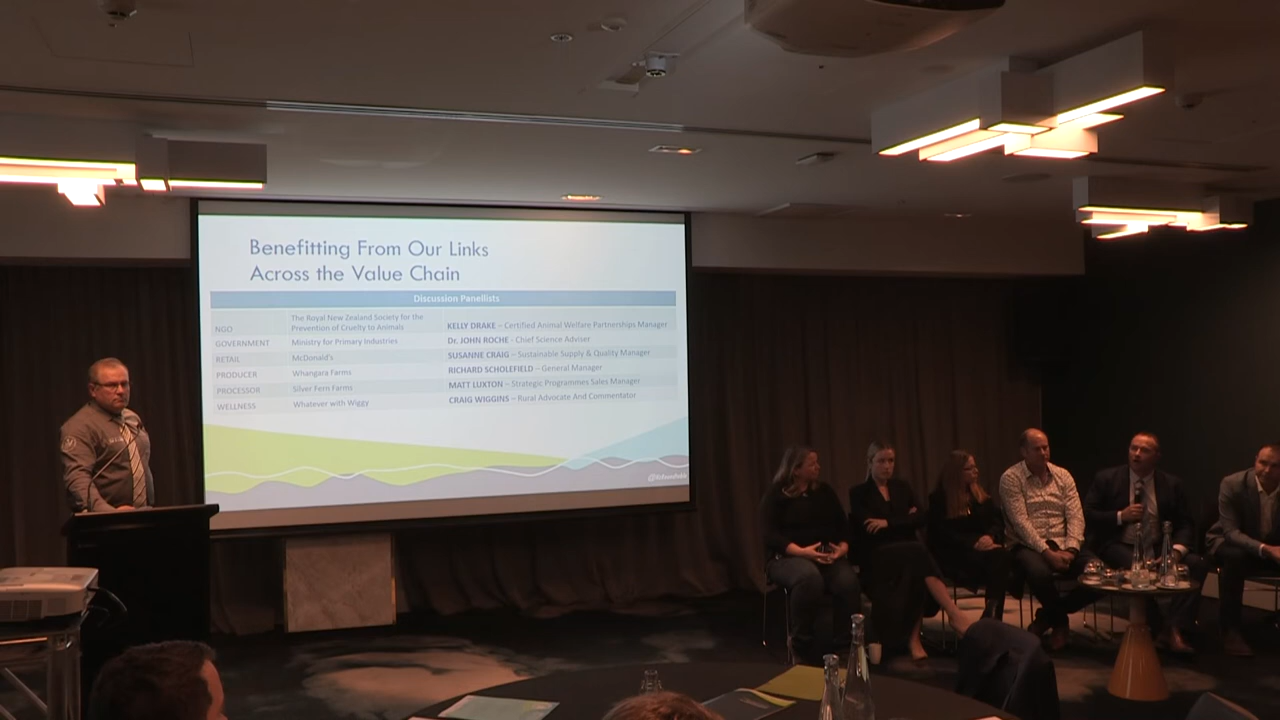 Benefitting From Our Links
Across the Value Chain
Discussion Panellists
NGO The Royal New Zealand Society for the Prevention of Cruelty to Animals KELLY DRAKE – Certified Animal Welfare Partnerships Manager
GOVERNMENT Ministry for Primary Industries Dr. JOHN ROCHE - Chief Science Adviser
RETAIL McDonald's SUSANNE CRAIG – Sustainable Supply & Quality Manager
PRODUCER Whangara Farms RICHARD SCHOLEFIELD – General Manager
PROCESSOR Silver Fern Farms MATT LUXTON – Strategic Programmes Sales Manager
WELLNESS Whatever with Wiggy CRAIG WIGGINS – Rural Advocate And Commentator